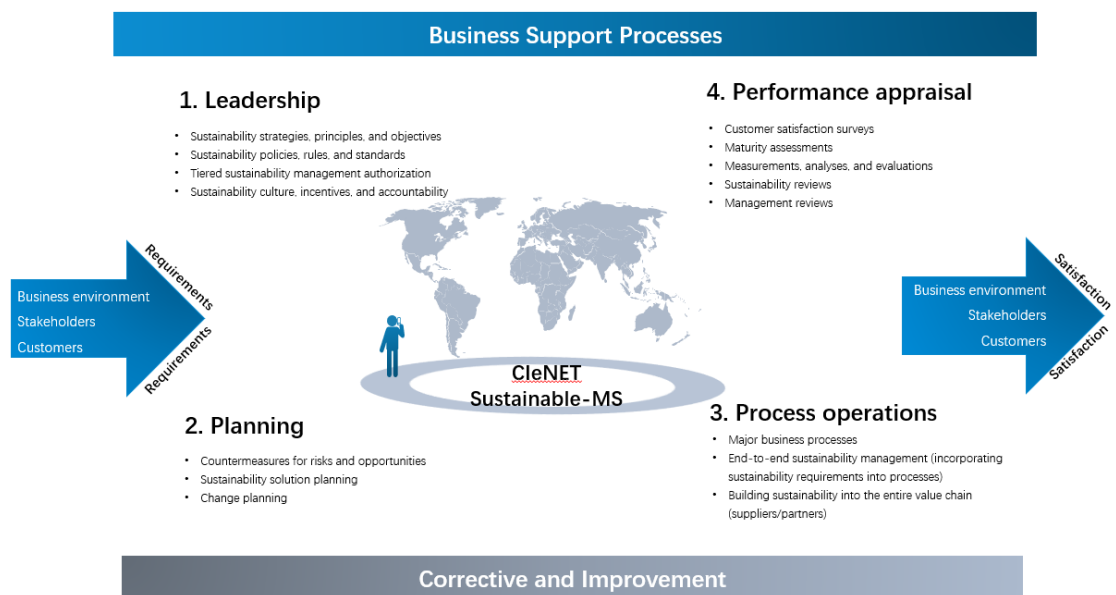 Business Support Processes
1. Leadership
• Sustainability strategies, principles, and objectives
• Sustainability policies, rules, and standards
• Tiered sustainability management authorization
• Sustainability culture, incentives, and accountability
4. Performance appraisal
• Customer satisfaction surveys
• Maturity assessments
• Measurements, analyses, and evaluations
• Sustainability reviews
• Management reviews
Requirements
Business environment
Stakeholders
Customers
Requirements
Satisfaction
Business environment
Stakeholders
Customers
Satisfaction
CleNET
Sustainable-MS
2. Planning
• Countermeasures for risks and opportunities
• Sustainability solution planning
• Change planning
3. Process operations
• Major business processes
• End-to-end sustainability management (incorporating
sustainability requirements into processes)
• Building sustainability into the entire value chain
(suppliers/partners)
Corrective and Improvement